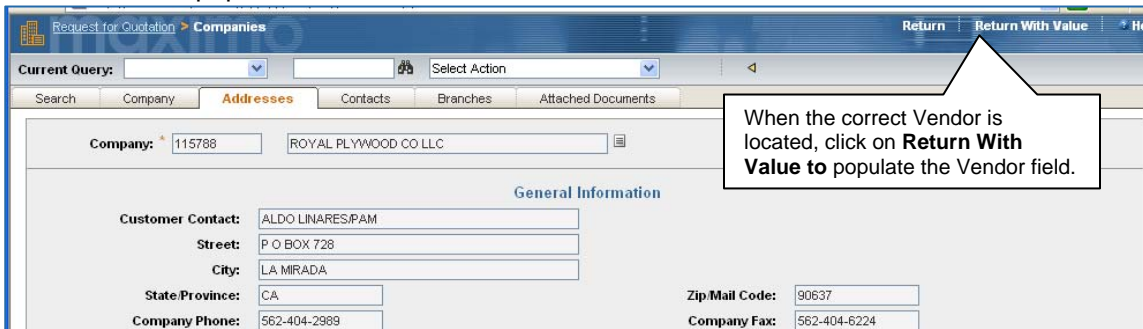 Request for Quotation > Companies
Return
Return With Value
maximo
Current Query:
Select Action
Search
Company
Addresses
Contacts
Branches
Attached Documents
When the correct Vendor is
located, click on Return With
Value to populate the Vendor field.
Company: * 115788 ROYAL PLYWOOD CO LLC
General Information
Customer Contact: ALDO LINARES/PAM
Street: P O BOX 728
City: LA MIRADA
State/Province: CA
Zip/Mail Code: 90637
Company Phone: 562-404-2989
Company Fax: 562-404-6224